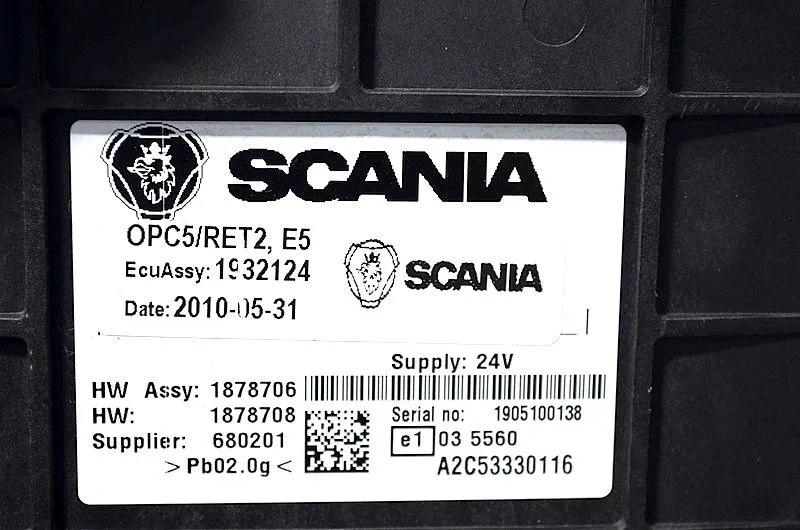 SCANIA
OPC5/RET2, E5
EcuAssy: 1932124
SCANIA
Date: 2010-05-31
Supply: 24V
HW Assy: 1878706
HW: 1878708
Serial no: 1905100138
Supplier: 680201
e1 03 5560
>Pb02.0g<
A2C53330116